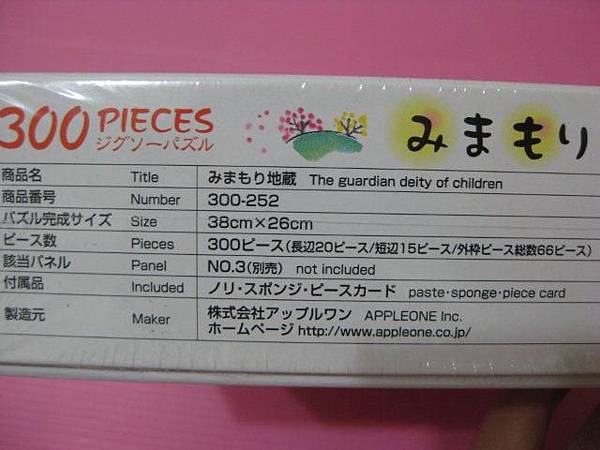 300 PIECES
ジグソーパズル
みまもり
商品名 Title みまもり地蔵 The guardian deity of children
商品番号 Number 300-252
パズル完成サイズ Size 38cm×26cm
ピース数 Pieces 300ピース(長辺20ピース/短辺15ピース/外枠ピース総数66ピース)
該当パネル Panel NO.3(別売) not included
付属品 Included ノリ・スポンジ・ピースカード paste·sponge·piece card
製造元 Maker 株式会社アップルワン APPLEONE Inc.
ホームページ http://www.appleone.co.jp/